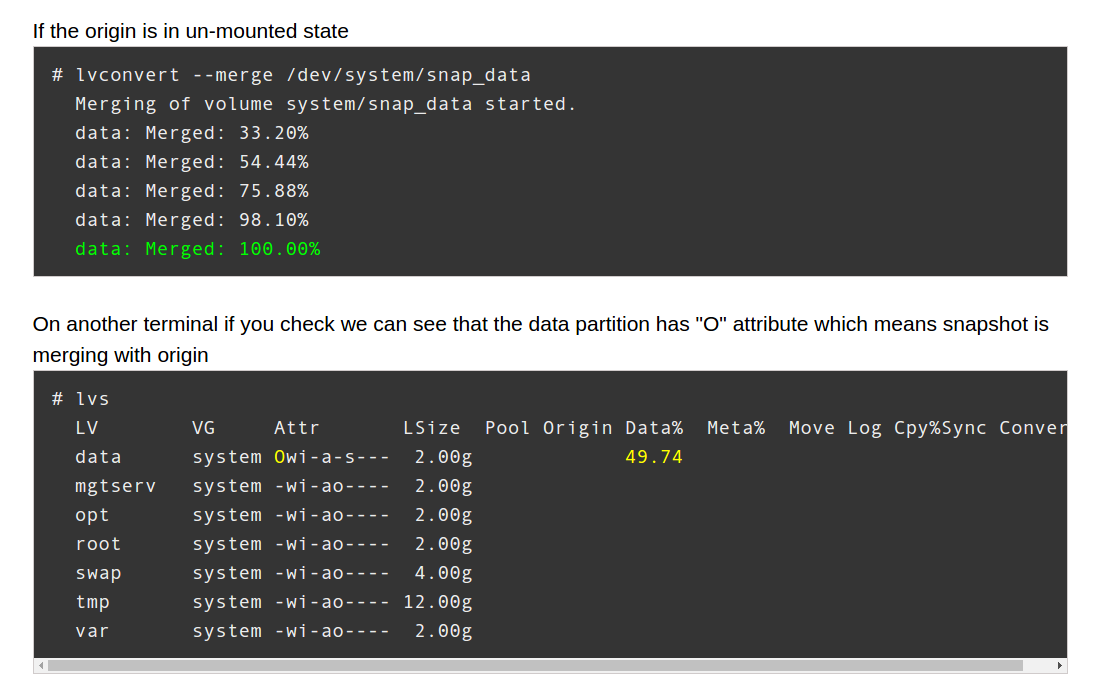 If the origin is in un-mounted state
# lvconvert --merge /dev/system/snap_data
  Merging of volume system/snap_data started.
  data: Merged: 33.20%
  data: Merged: 54.44%
  data: Merged: 75.88%
  data: Merged: 98.10%
  data: Merged: 100.00%
On another terminal if you check we can see that the data partition has "O" attribute which means snapshot is
merging with origin
# lvs
  LV        VG     Attr       LSize  Pool Origin Data%  Meta%  Move Log Cpy%Sync Conver
  data      system Owi-a-s---  2.00g             49.74
  mgtserv   system -wi-ao----  2.00g
  opt       system -wi-ao----  2.00g
  root      system -wi-ao----  2.00g
  swap      system -wi-ao----  4.00g
  tmp       system -wi-ao---- 12.00g
  var       system -wi-ao----  2.00g